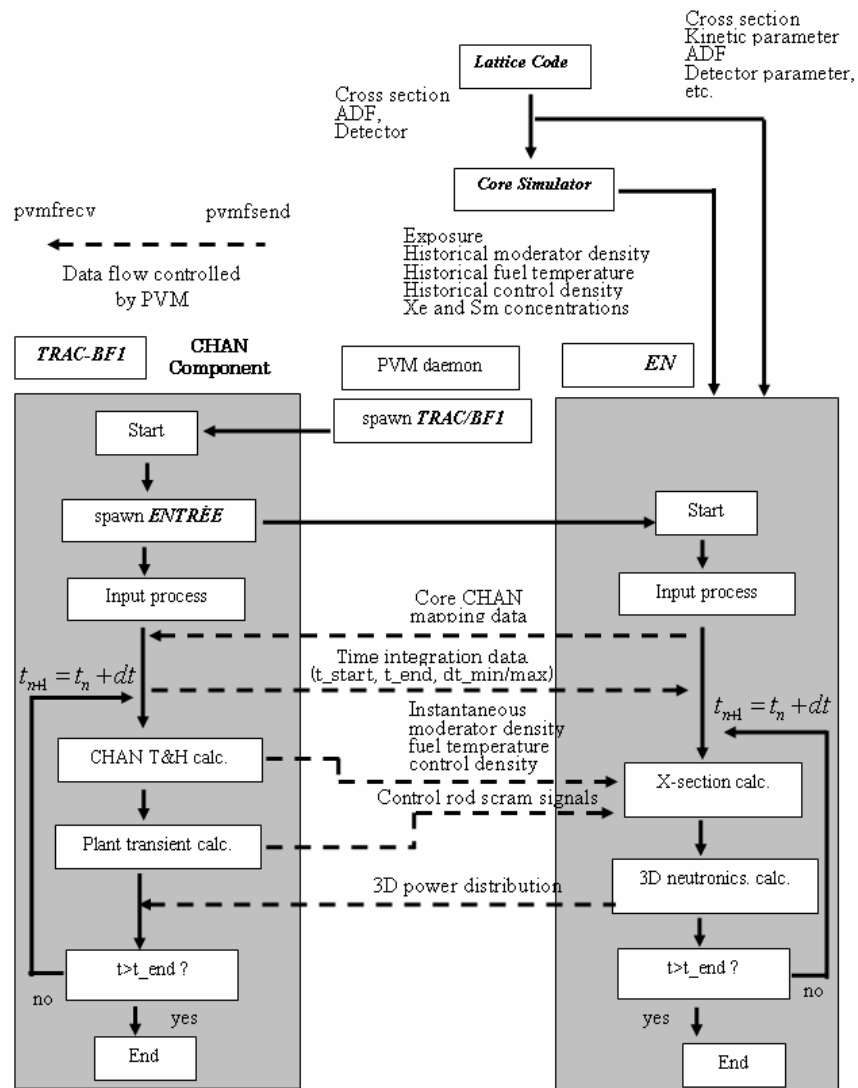 Lattice Code
Cross section
Kinetic parameter
ADF
Detector parameter,
etc.
Cross section
ADF,
Detector
Core Simulator
pvmfrecv
pvmfsend
Data flow controlled
by PVM
Exposure
Historical moderator density
Historical fuel temperature
Historical control density
Xe and Sm concentrations
TRAC-BF1
CHAN
Component
PVM daemon
EN
Start
spawn TRAC/BF1
spawn ENTRÈE
Start
Input process
Input process
Core CHAN
mapping data
Time integration data
(t_start, t_end, dt_min/max)
tn+1 = tn + dt
tn+1 = tn + dt
Instantaneous
moderator density
fuel temperature
control density
CHAN T&H calc.
X-section calc.
Control rod scram signals
Plant transient calc.
3D power distribution
3D neutronics. calc.
t>t_end ?
t>t_end ?
no
no
yes
yes
End
End